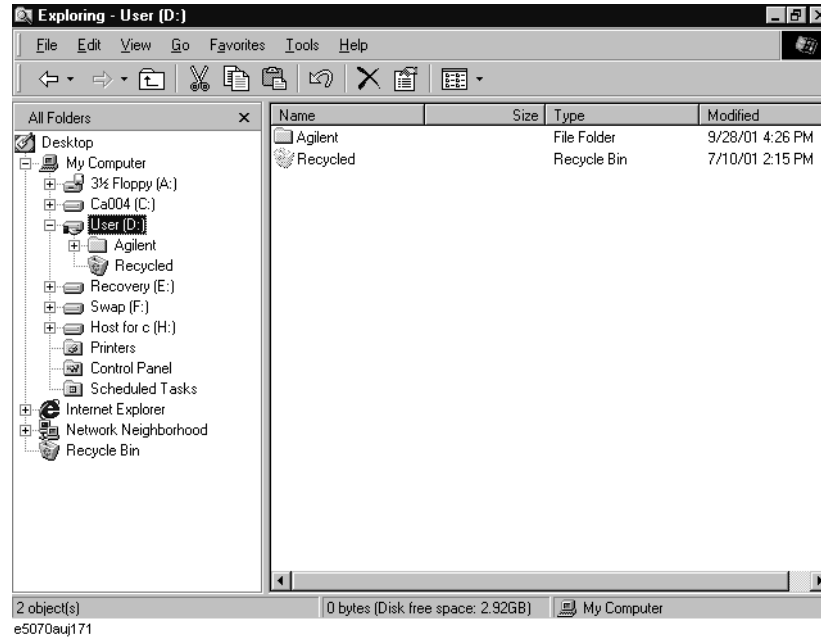 Exploring - User (D:)
File Edit View Go Favorites Tools Help
All Folders
Name Size Type Modified
Desktop
My Computer
3½ Floppy (A:)
Ca004 (C:)
User (D:)
Agilent
Recycled
Recovery (E:)
Swap (F:)
Host for c (H:)
Printers
Control Panel
Scheduled Tasks
Internet Explorer
Network Neighborhood
Recycle Bin
Agilent File Folder 9/28/01 4:26 PM
Recycled Recycle Bin 7/10/01 2:15 PM
2 object(s) 0 bytes (Disk free space: 2.92GB) My Computer
e5070auj171